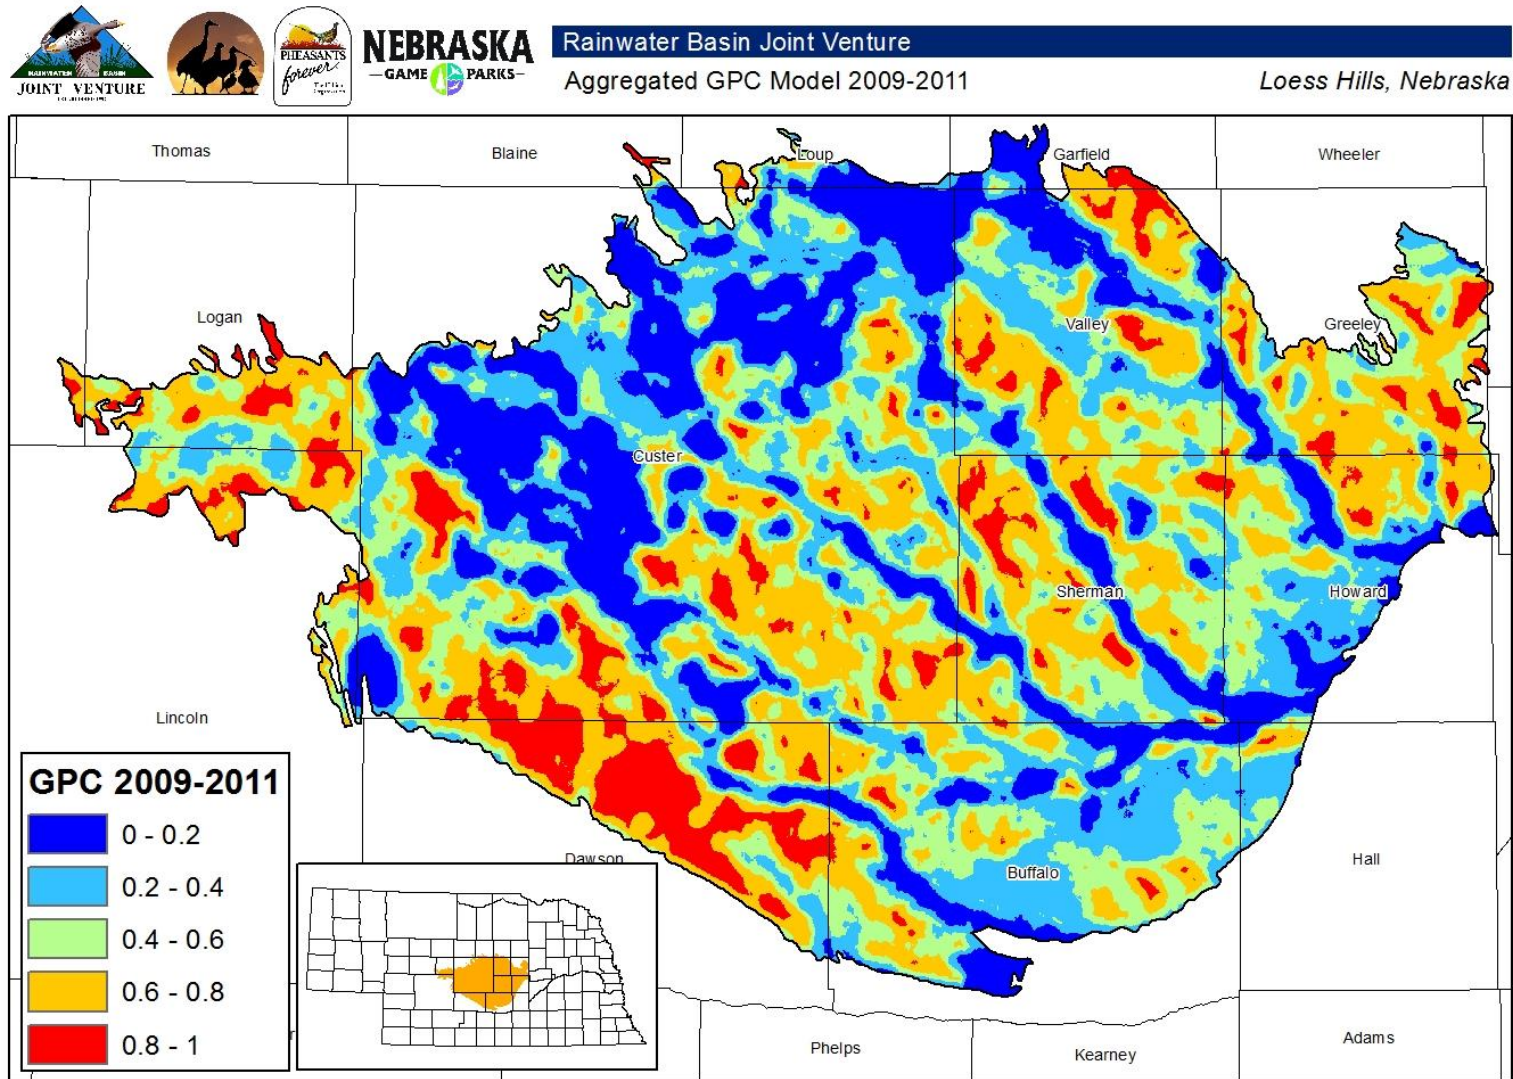 RAINWATER BASIN
JOINT VENTURE
PHEASANTS
forever
NEBRASKA
GAME PARKS
Rainwater Basin Joint Venture
Aggregated GPC Model 2009-2011
Loess Hills, Nebraska
Thomas
Blaine
Loup
Garfield
Wheeler
Logan
Valley
Greeley
Custer
Sherman
Howard
Lincoln
Dawson
Buffalo
Hall
Phelps
Kearney
Adams
GPC 2009-2011
0 - 0.2
0.2 - 0.4
0.4 - 0.6
0.6 - 0.8
0.8 - 1